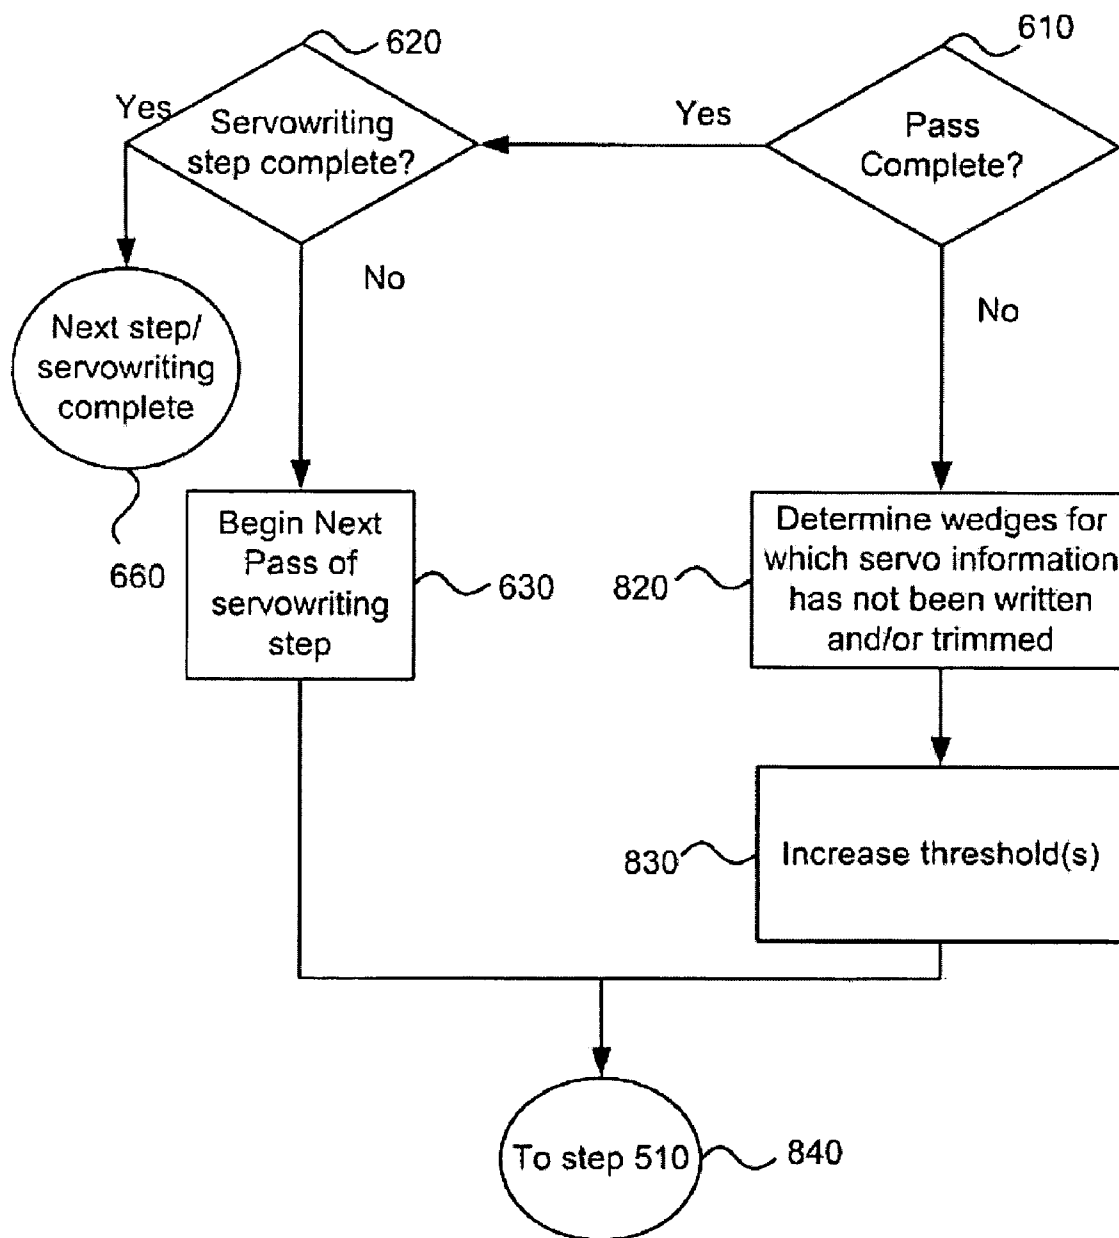 620
610
Yes
Servowriting
step complete?
Yes
Pass
Complete?
No
No
Next step/
servowriting
complete
660
Begin Next
Pass of
servowriting
step
630
820
Determine wedges for
which servo information
has not been written
and/or trimmed
830
Increase threshold(s)
To step 510
840